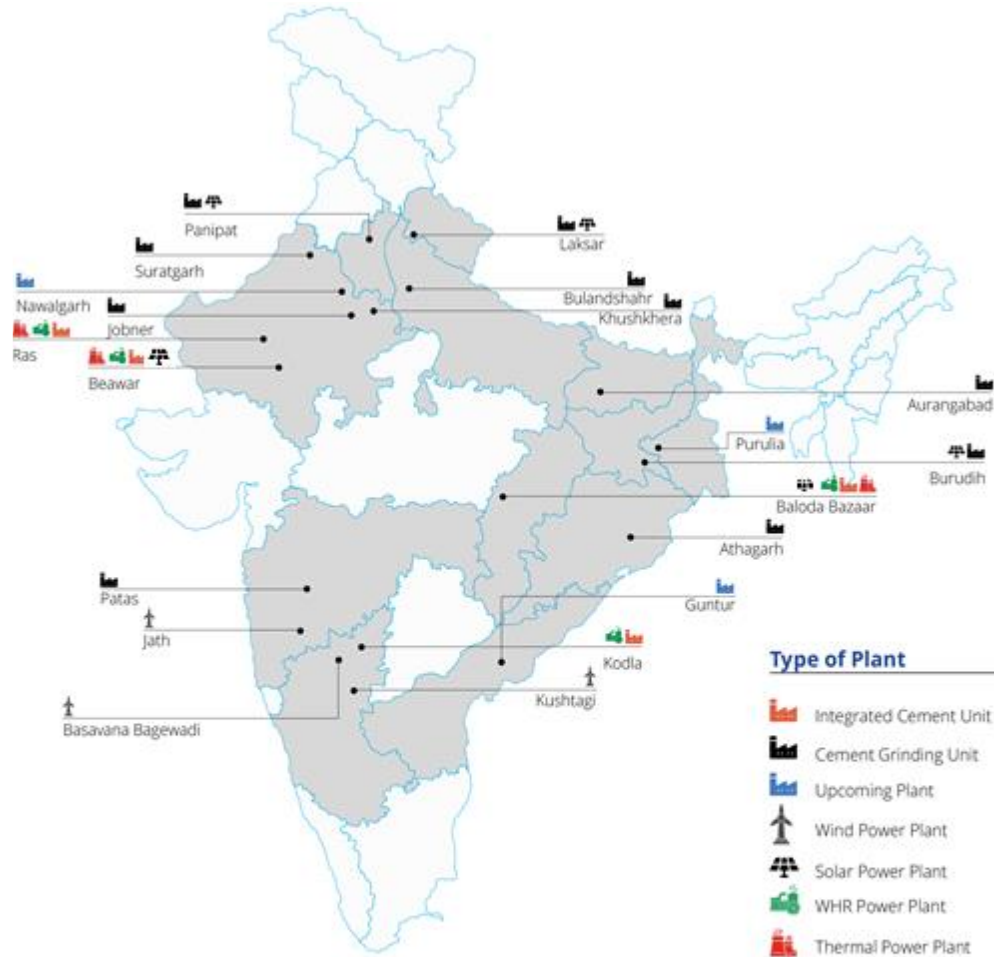 Panipat
Laksar
Suratgarh
Bulandshahr
Nawalgarh
Khushkhera
Jobner
Ras
Beawar
Aurangabad
Purulia
Burudih
Baloda Bazaar
Athagarh
Patas
Guntur
Jath
Kodla
Kushtagi
Basavana Bagewadi
Type of Plant
Integrated Cement Unit
Cement Grinding Unit
Upcoming Plant
Wind Power Plant
Solar Power Plant
WHR Power Plant
Thermal Power Plant